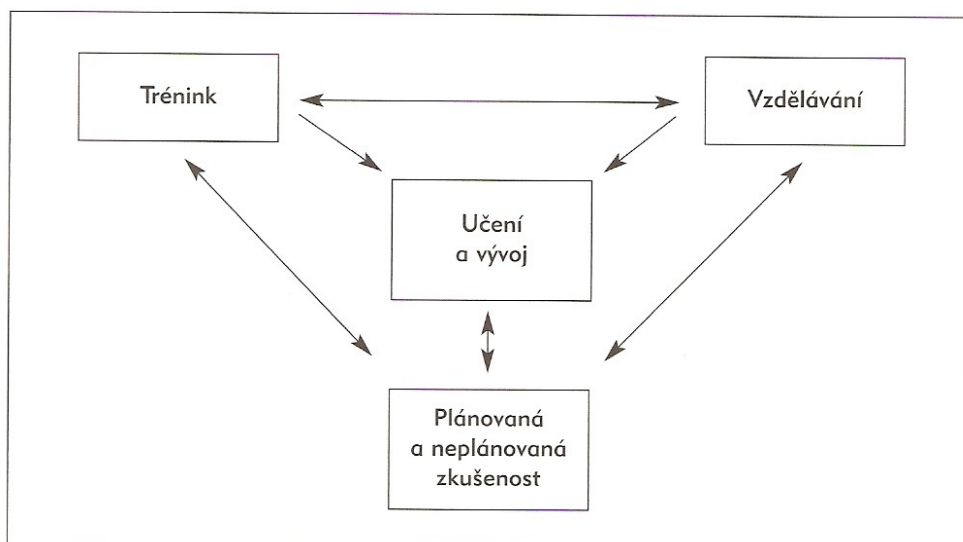 Trénink
Vzdělávání
Učení
a vývoj
Plánovaná
a neplánovaná
zkušenost